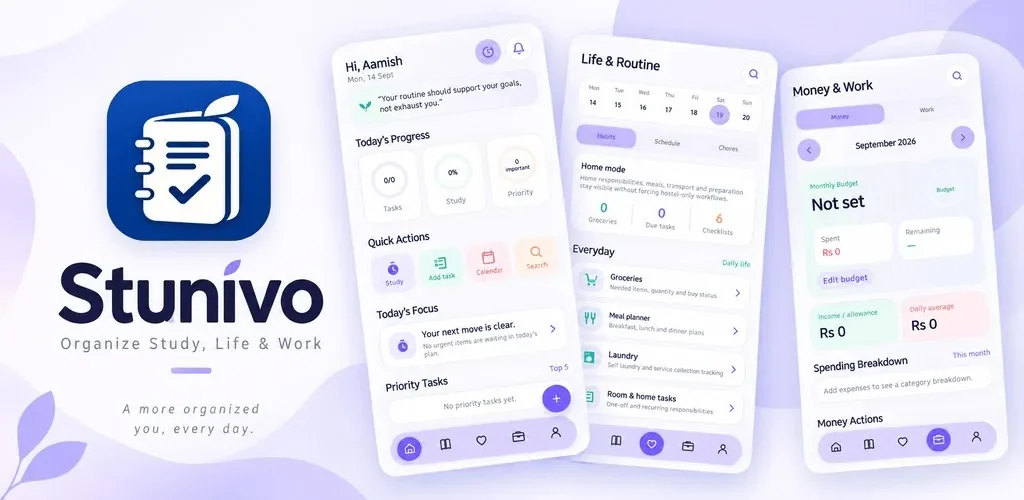 Stunivo
Organize Study, Life & Work
A more organized
you, every day.
Hi, Aamish
Mon, 14 Sept
"Your routine should support your goals,
not exhaust you."
Today's Progress
0/0
Tasks
0%
Study
0
important
Priority
Quick Actions
Study
Add task
Calendar
Search
Today's Focus
Your next move is clear.
No urgent items are waiting in today's
plan.
Priority Tasks
Top 5
No priority tasks yet.
Life & Routine
Mon Tue Wed Thu Fri Sat Sun
14 15 16 17 18 19 20
Habits
Schedule
Chores
Home mode
Home responsibilities, meals, transport and preparation
stay visible without forcing hostel-only workflows.
0
Groceries
0
Due tasks
6
Checklists
Everyday
Daily life
Groceries
Needed items, quantity and buy status
Meal planner
Breakfast, lunch and dinner plans
Laundry
Self laundry and service collection tracking
Room & home tasks
One-off and recurring responsibilities
Money & Work
Money
Work
September 2026
Monthly Budget
Not set
Budget
Spent
Rs 0
Remaining
—
Edit budget
Income / allowance
Rs 0
Daily average
Rs 0
Spending Breakdown
This month
Add expenses to see a category breakdown.
Money Actions